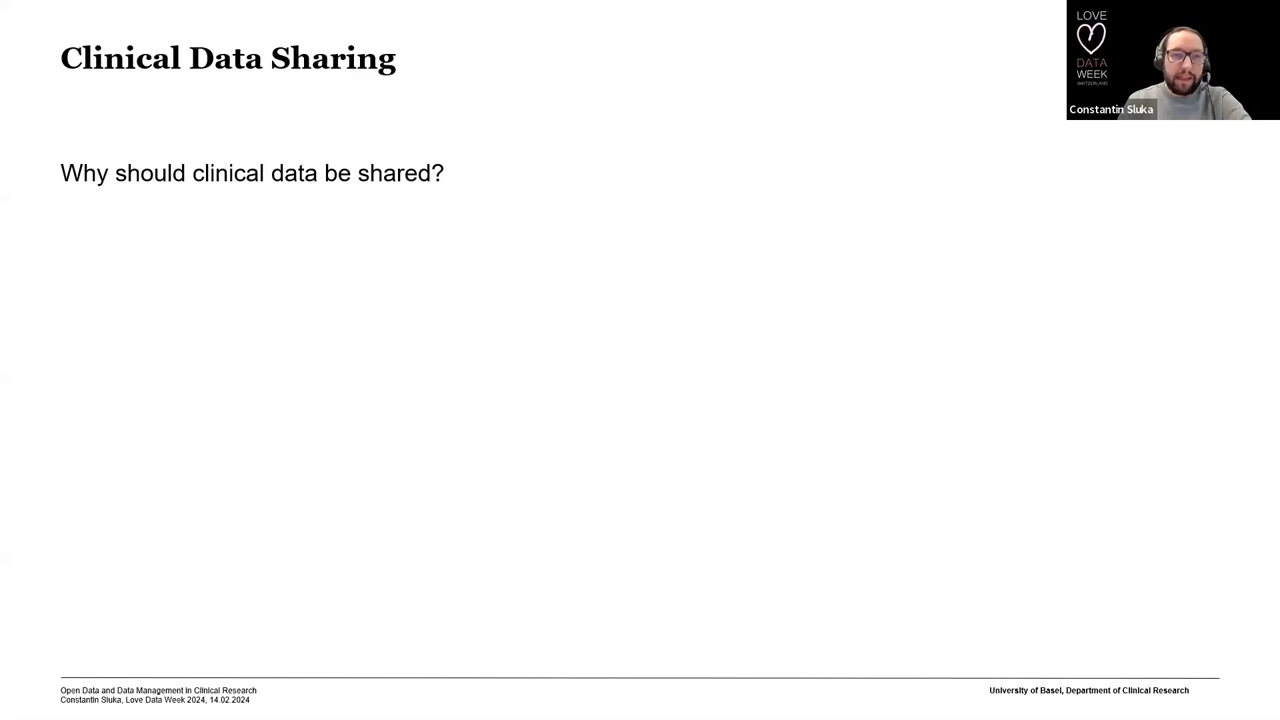 Clinical Data Sharing
LOVE
DATA
WEEK
SWITZERLAND
Constantin Sluka
Why should clinical data be shared?
Open Data and Data Management in Clinical Research
Constantin Sluka, Love Data Week 2024, 14.02.2024
University of Basel, Department of Clinical Research